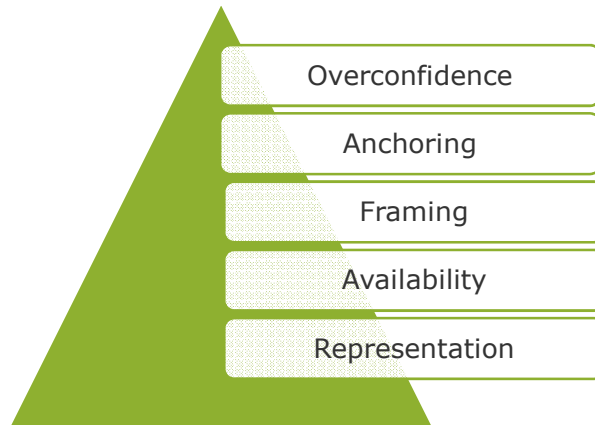 Overconfidence
Anchoring
Framing
Availability
Representation